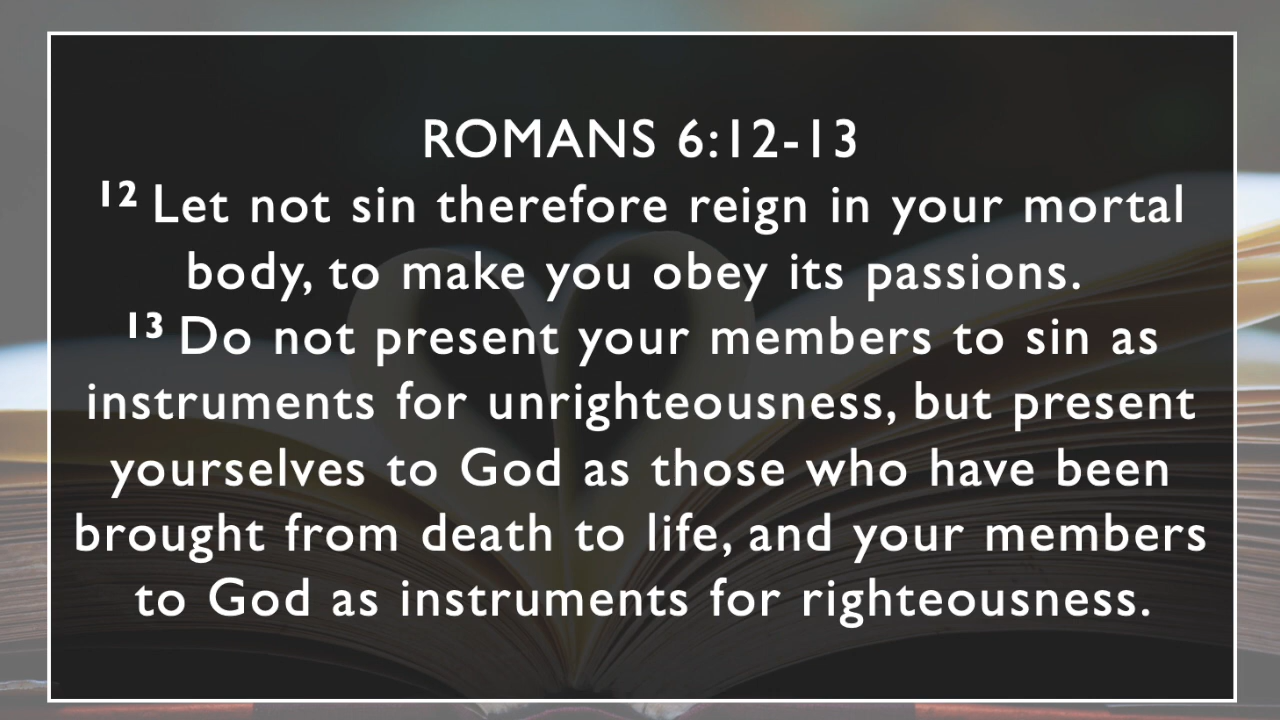 ROMANS 6:12-13
12 Let not sin therefore reign in your mortal
body, to make you obey its passions.
13 Do not present your members to sin as
instruments for unrighteousness, but present
yourselves to God as those who have been
brought from death to life, and your members
to God as instruments for righteousness.